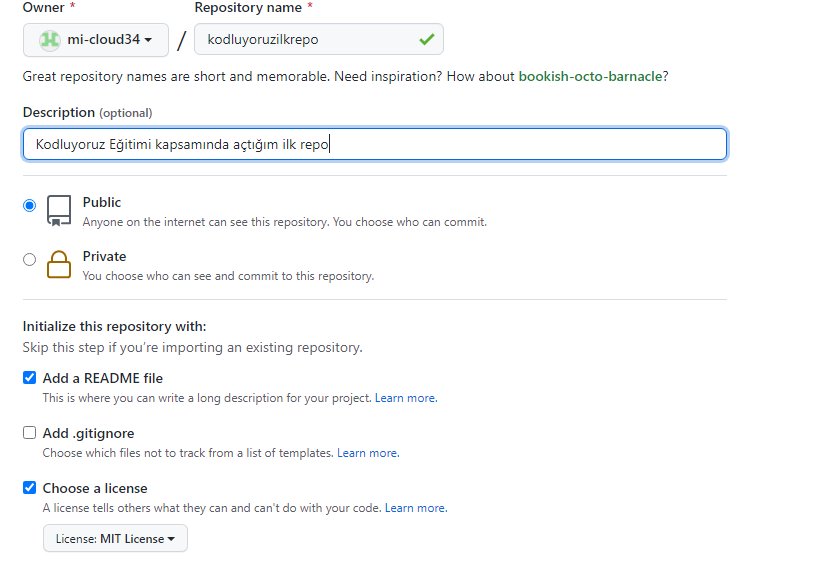 Owner * Repository name *
mi-cloud34 / kodluyoruzilkrepo
Great repository names are short and memorable. Need inspiration? How about bookish-octo-barnacle?
Description (optional)
Kodluyoruz Eğitimi kapsamında açtığım ilk repo
Public
Anyone on the internet can see this repository. You choose who can commit.
Private
You choose who can see and commit to this repository.
Initialize this repository with:
Skip this step if you're importing an existing repository.
Add a README file
This is where you can write a long description for your project. Learn more.
Add .gitignore
Choose which files not to track from a list of templates. Learn more.
Choose a license
A license tells others what they can and can't do with your code. Learn more.
License: MIT License